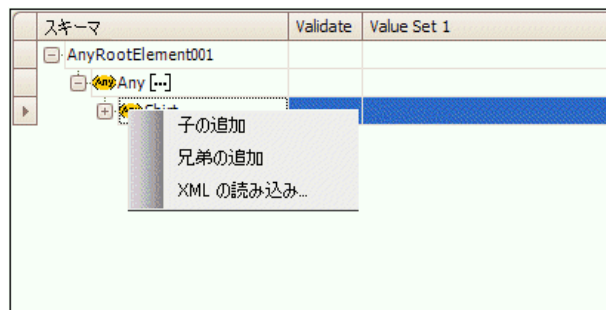 スキーマ Validate Value Set 1
AnyRootElement001
Any Any [...]
子の追加
兄弟の追加
XML の読み込み...